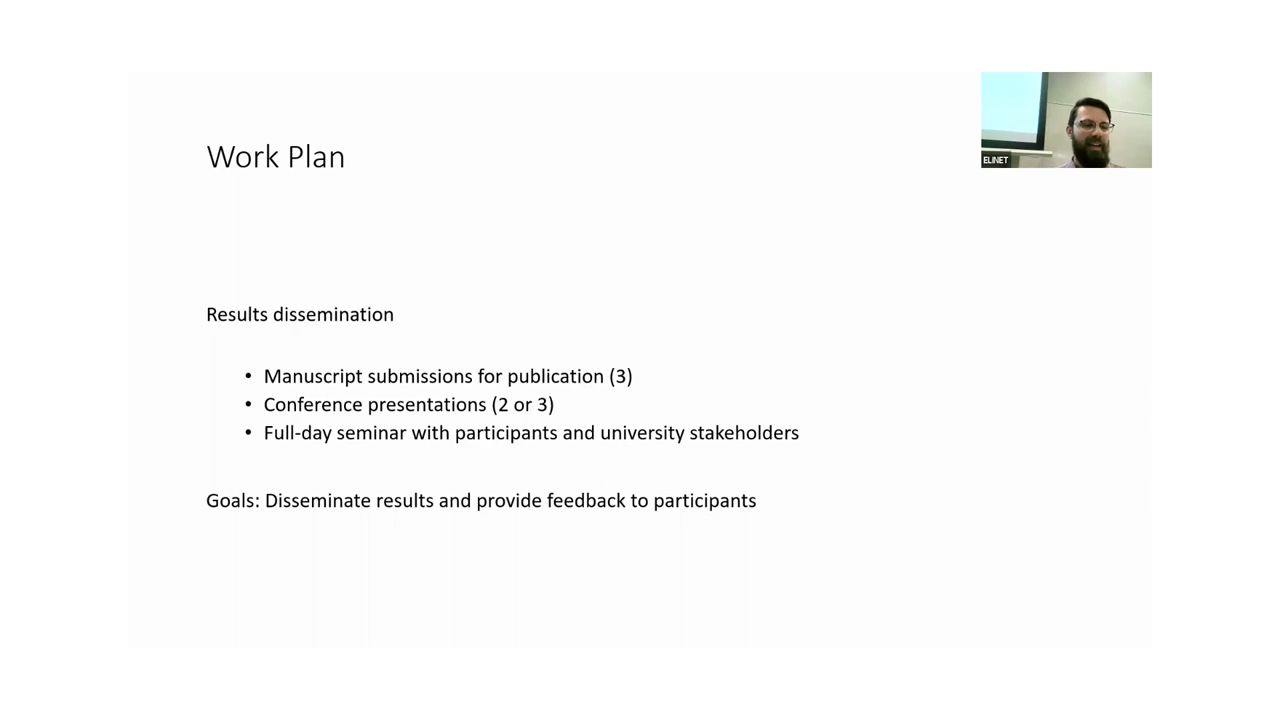 Work Plan
ELINET
Results dissemination
• Manuscript submissions for publication (3)
• Conference presentations (2 or 3)
• Full-day seminar with participants and university stakeholders
Goals: Disseminate results and provide feedback to participants